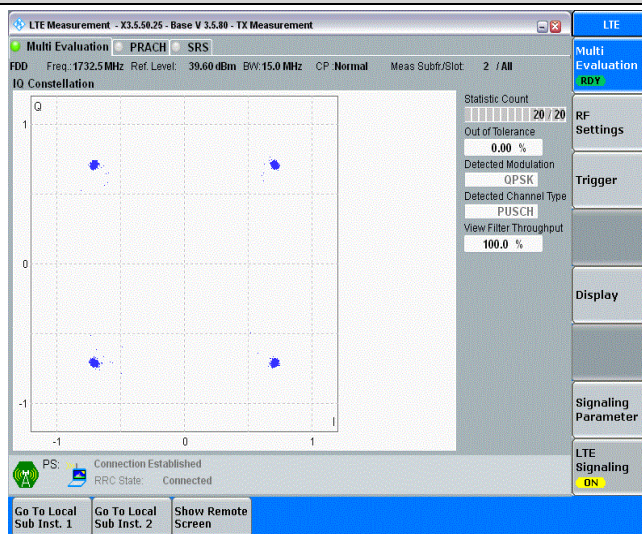 LTE Measurement - X3.5.50.25 - Base V 3.5.80 - TX Measurement
LTE
Multi Evaluation PRACH SRS
Multi
Evaluation
RDY
FDD Freq.:1732.5 MHz Ref. Level: 39.60 dBm BW:15.0 MHz CP :Normal Meas Subfr./Slot: 2 / All
IQ Constellation
Q
1
0
-1
I
-1 0 1
Statistic Count
20 / 20
Out of Tolerance
0.00 %
Detected Modulation
QPSK
Detected Channel Type
PUSCH
View Filter Throughput
100.0 %
RF
Settings
Trigger
Display
Signaling
Parameter
LTE
Signaling
ON
PS: Connection Established
RRC State: Connected
Go To Local
Sub Inst. 1
Go To Local
Sub Inst. 2
Show Remote
Screen